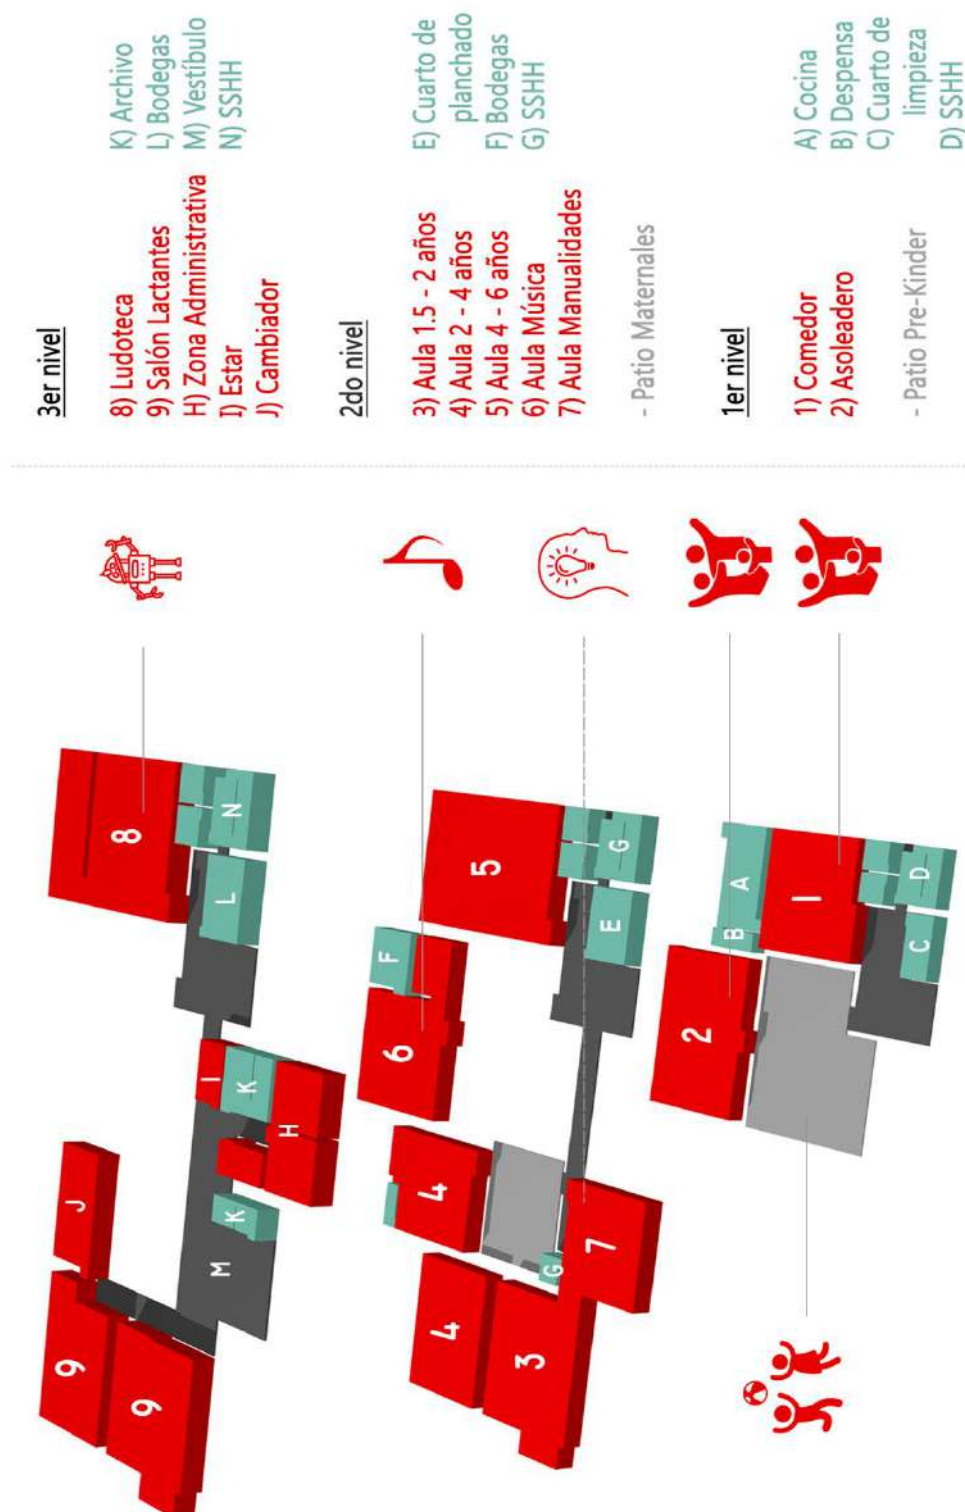 3er nivel
8) Ludoteca
9) Salón Lactantes
H) Zona Administrativa
I) Estar
J) Cambiador
K) Archivo
L) Bodegas
M) Vestíbulo
N) SSHH
2do nivel
3) Aula 1.5 - 2 años
4) Aula 2 - 4 años
5) Aula 4 - 6 años
6) Aula Música
7) Aula Manualidades
- Patio Maternales
E) Cuarto de
planchado
F) Bodegas
G) SSHH
1er nivel
1) Comedor
2) Asoleadero
- Patio Pre-Kinder
A) Cocina
B) Despensa
C) Cuarto de
limpieza
D) SSHH
9
9
J
M
K
H
K
I
L
N
8
4
3
4
G
7
6
F
5
E
G
2
B
A
1
C
D